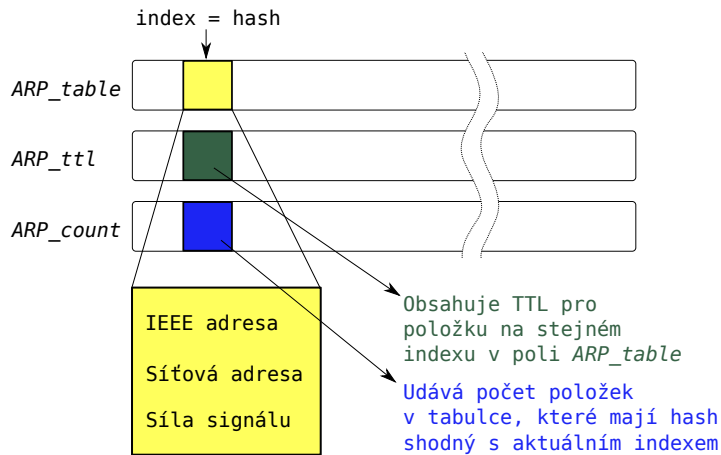 index = hash
ARP_table
ARP_ttl
ARP_count
IEEE adresa
Síťová adresa
Síla signálu
Obsahuje TTL pro
položku na stejném
indexu v poli ARP_table
Udává počet položek
v tabulce, které mají hash
shodný s aktuálním indexem